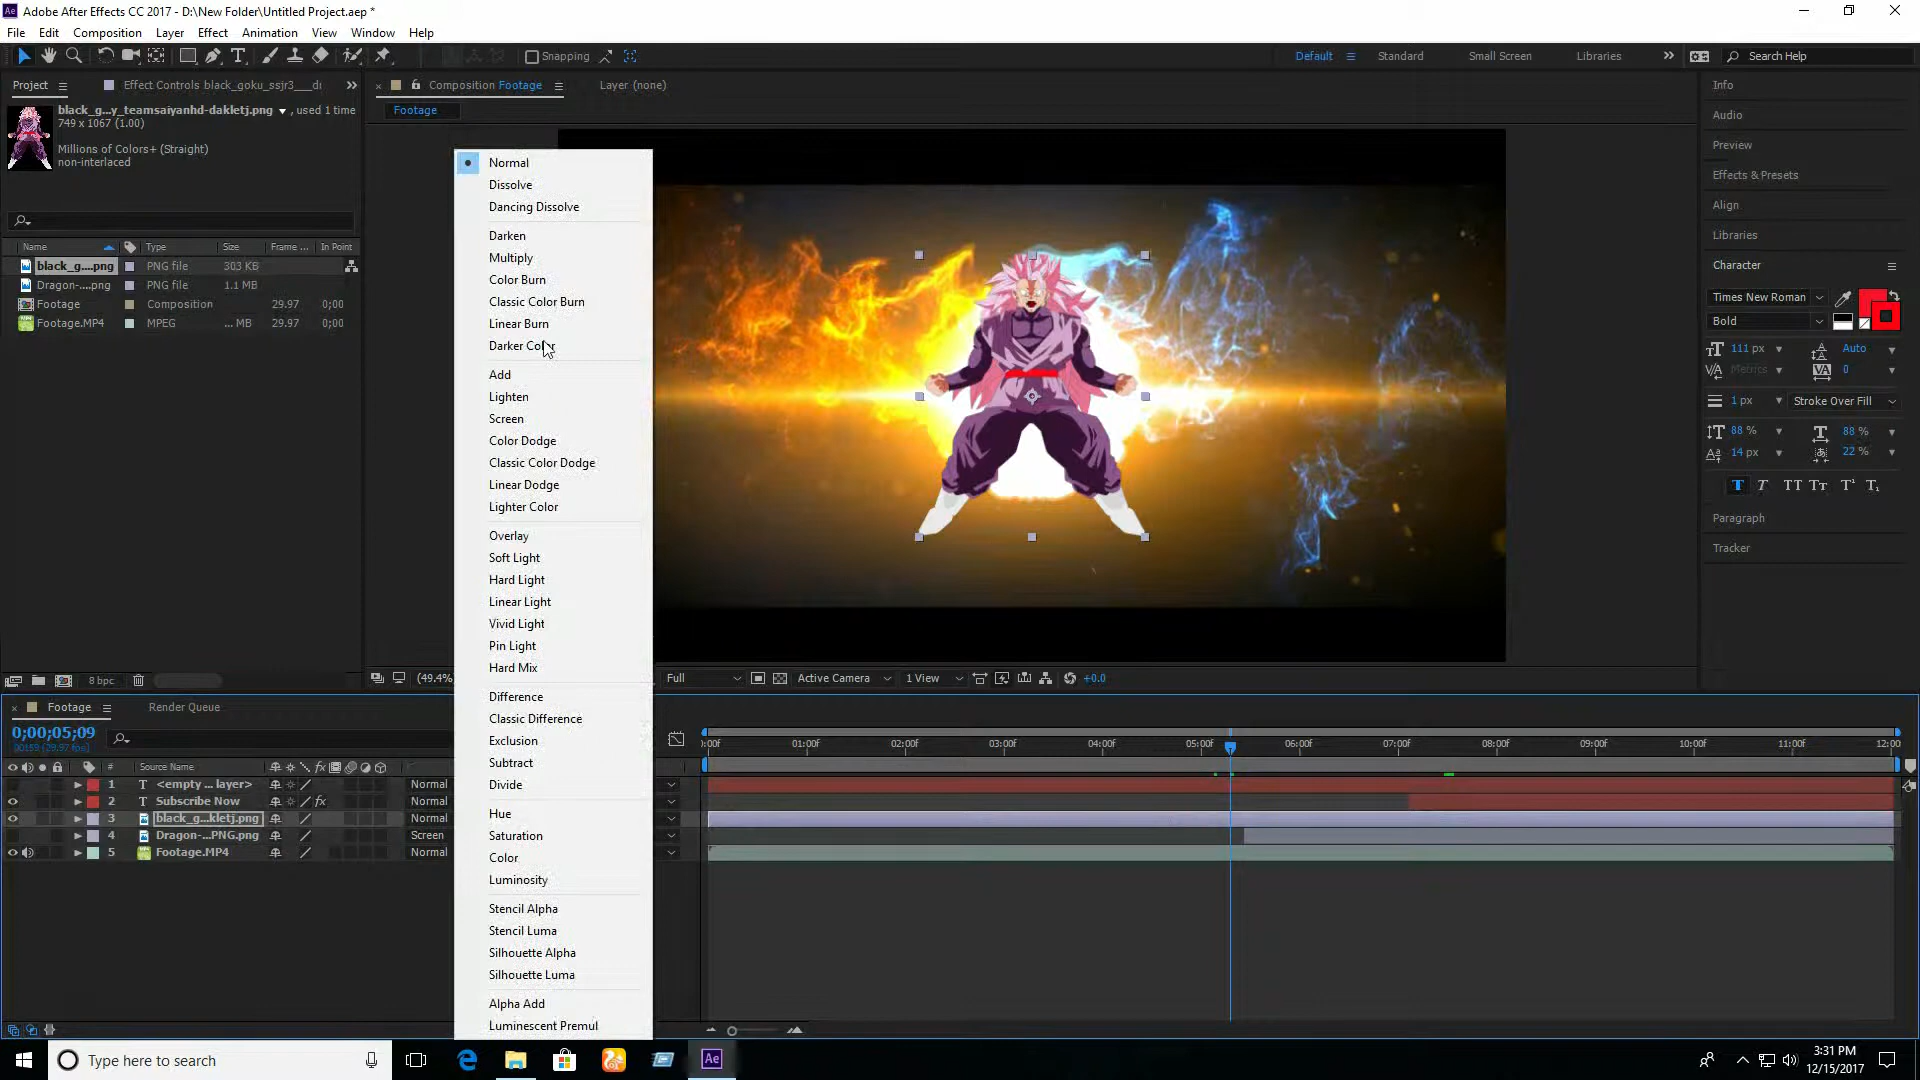 Adobe After Effects CC 2017 - D:\New Folder\Untitled Project.aep *
File Edit Composition Layer Effect Animation View Window Help
Snapping Default Standard Small Screen Libraries Search Help
Project Effect Controls black_goku_ssjr3___di Composition Footage Layer (none)
Footage
black_g...y_teamsaiyanhd-dakletj.png , used 1 time
749 x 1067 (1.00)
Millions of Colors+ (Straight)
non-interlaced
Name Type Size Frame ... In Point
black_g....png PNG file 303 KB
Dragon-....png PNG file 1.1 MB
Footage Composition 29.97 0;00
Footage.MP4 MPEG ... MB 29.97 0;00
8 bpc
Normal
Dissolve
Dancing Dissolve
Darken
Multiply
Color Burn
Classic Color Burn
Linear Burn
Darker Color
Add
Lighten
Screen
Color Dodge
Classic Color Dodge
Linear Dodge
Lighter Color
Overlay
Soft Light
Hard Light
Linear Light
Vivid Light
Pin Light
Hard Mix
Difference
Classic Difference
Exclusion
Subtract
Divide
Hue
Saturation
Color
Luminosity
Stencil Alpha
Stencil Luma
Silhouette Alpha
Silhouette Luma
Alpha Add
Luminescent Premul
(49.4%) Full Active Camera 1 View +0.0
Info
Audio
Preview
Effects & Presets
Align
Libraries
Character
Times New Roman
Bold
111 px Auto
Metrics 0
1 px Stroke Over Fill
88 % 88 %
14 px 22 %
T T TT Tт T¹ T₁
Paragraph
Tracker
Footage Render Queue
0;00;05;09
00159 (29.97 fps)
# Source Name
):00f 01:00f 02:00f 03:00f 04:00f 05:00f 06:00f 07:00f 08:00f 09:00f 10:00f 11:00f 12:00
1 T <empty ... layer> Normal
2 T Subscribe Now fx Normal
3 black_g...kletj.png Normal
4 Dragon-...PNG.png Screen
5 Footage.MP4 Normal
Type here to search
Ae
3:31 PM
12/15/2017